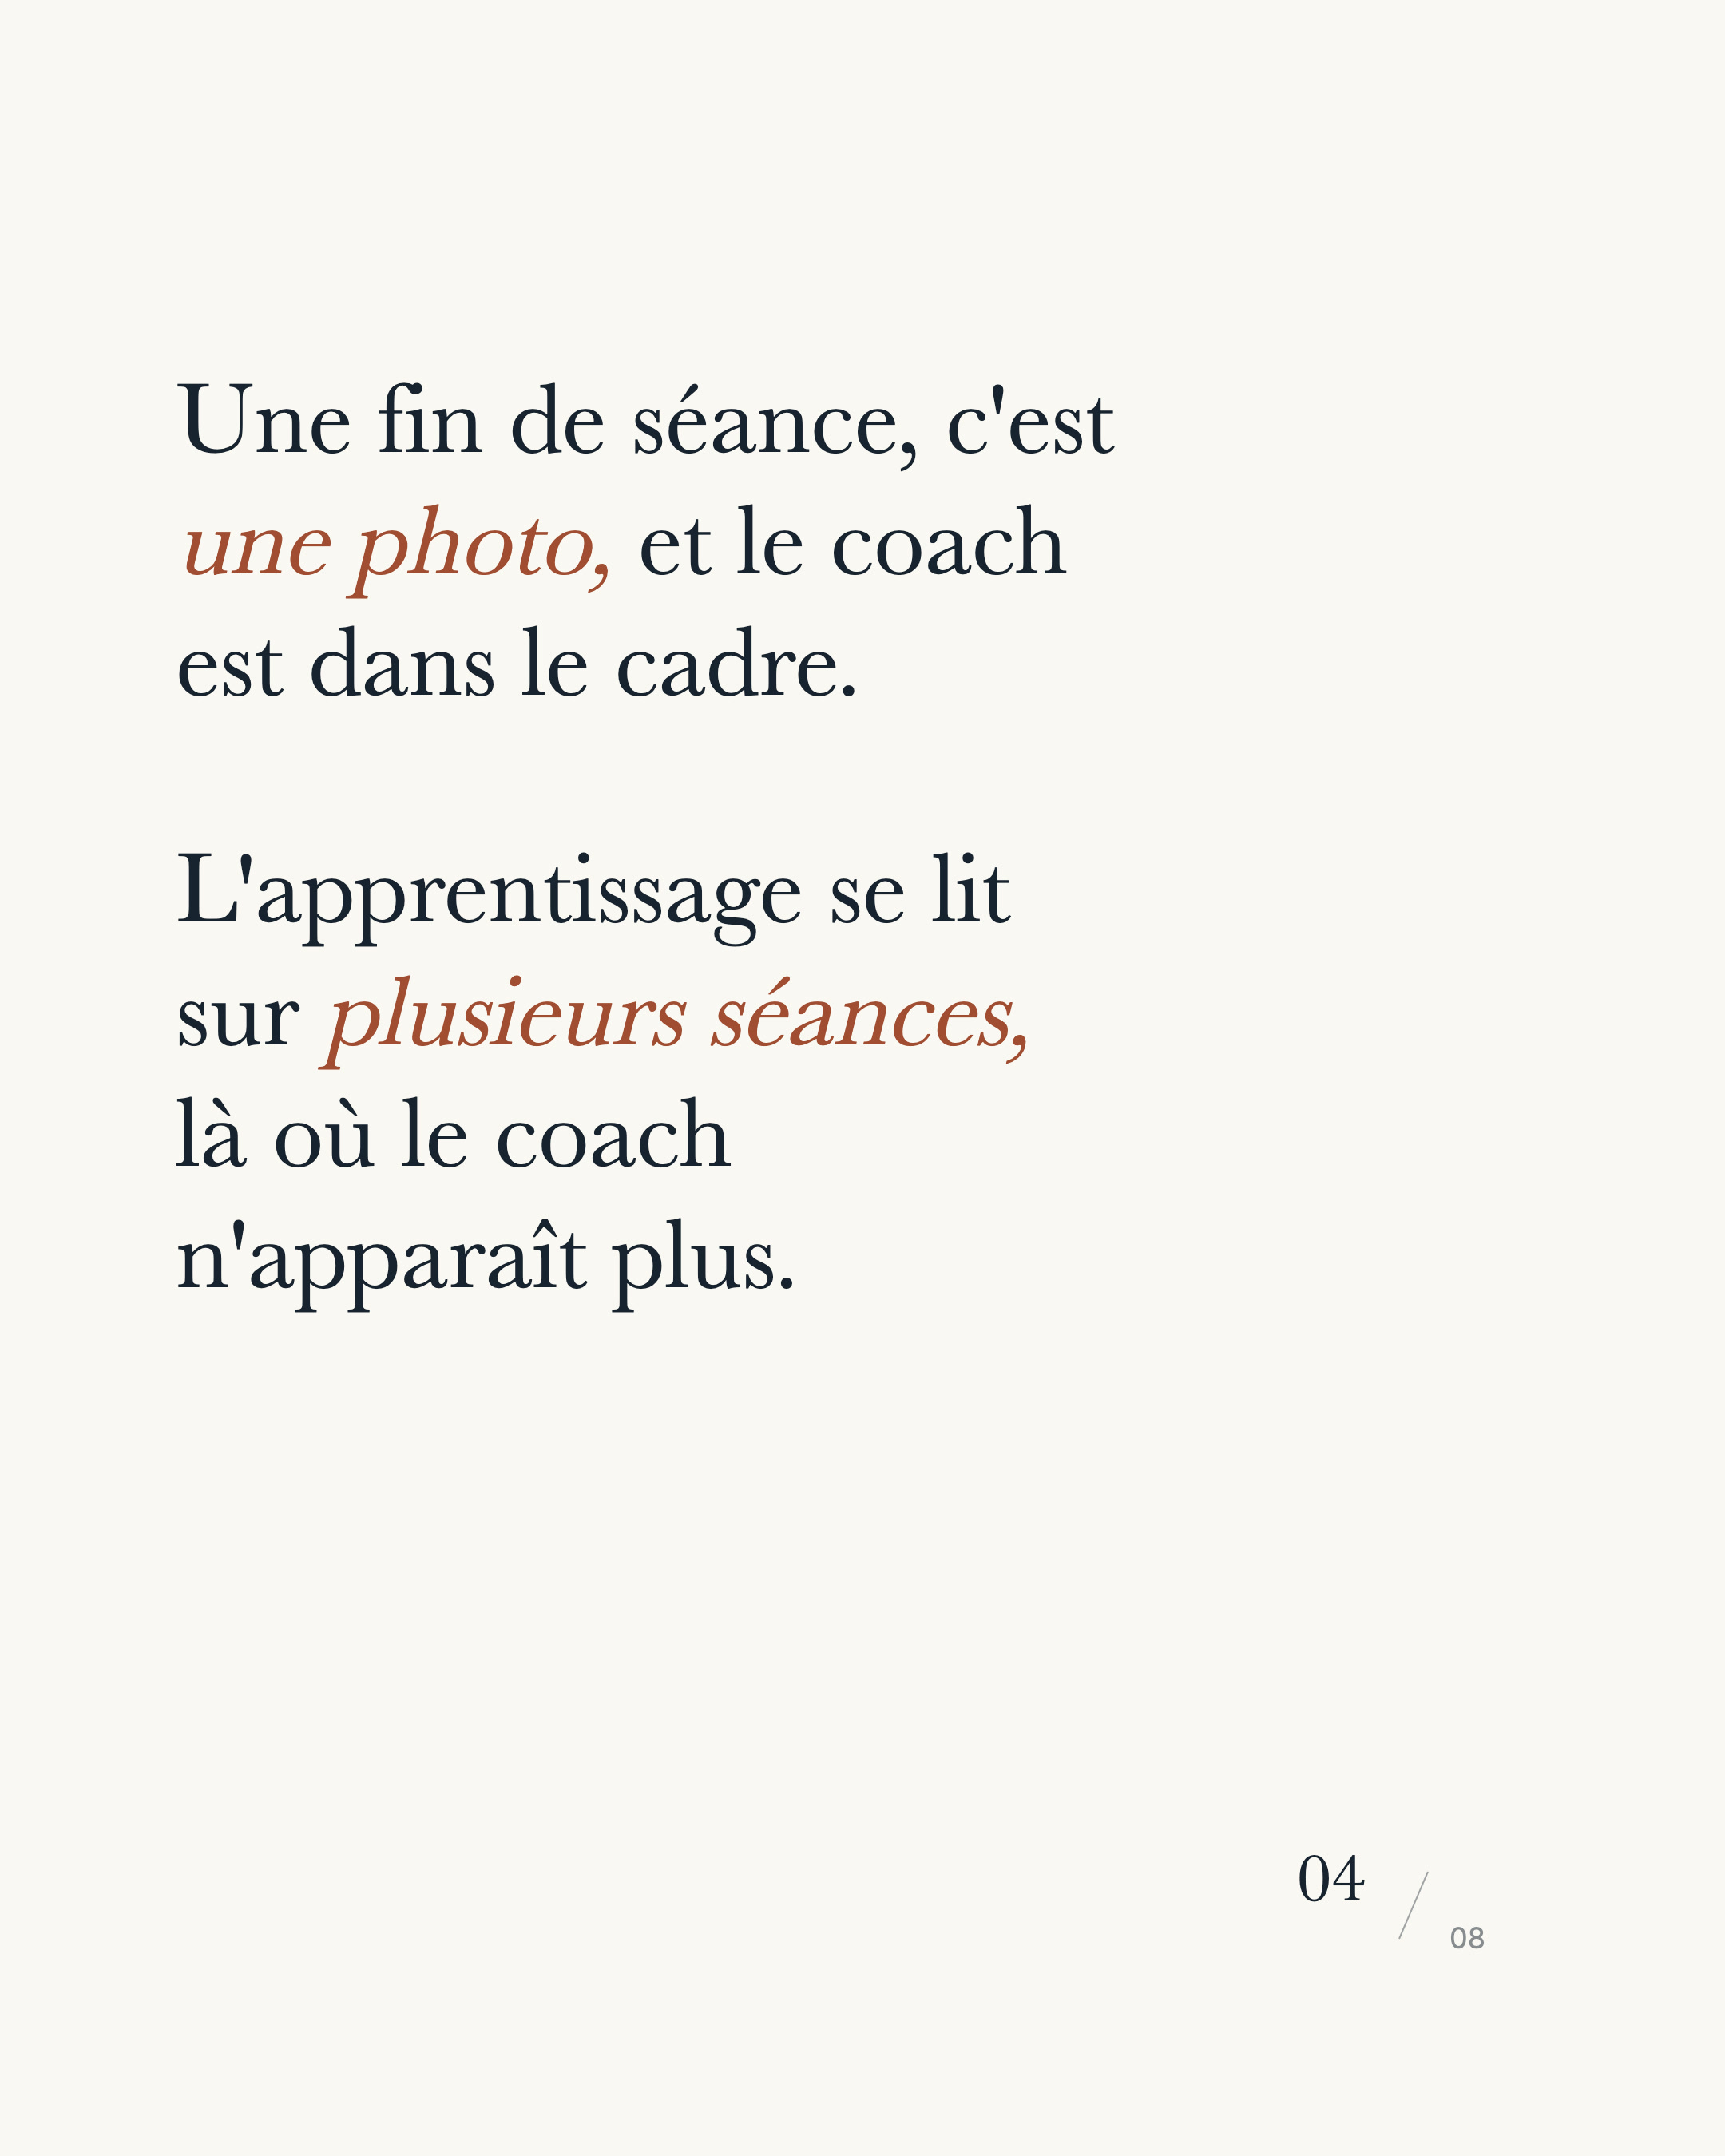 Une fin de séance, c'est
une photo, et le coach
est dans le cadre.
L'apprentissage se lit
sur plusieurs séances,
là où le coach
n'apparaît plus.
04 / 08